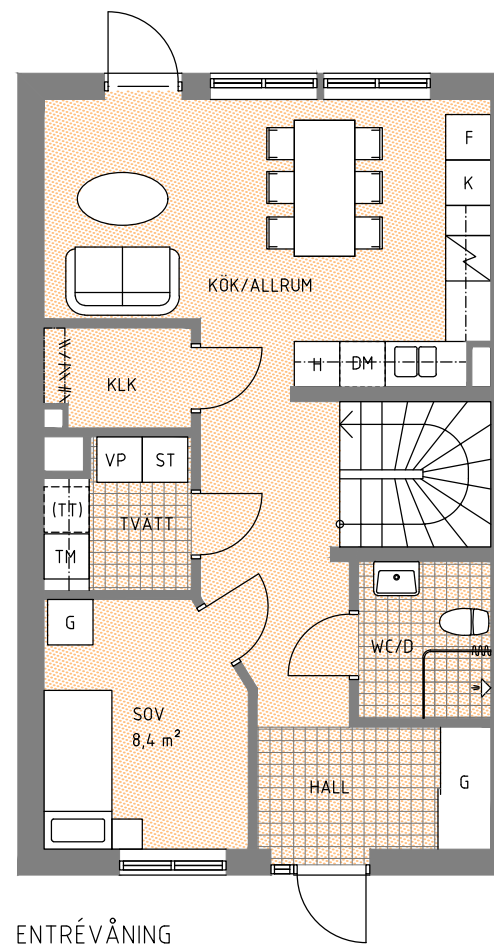 F
K
KÖK/ALLRUM
H
DM
KLK
VP
ST
TVÄTT
(TT)
TM
G
WC/D
SOV
8,4 m²
HALL
G
ENTRÉVÅNING